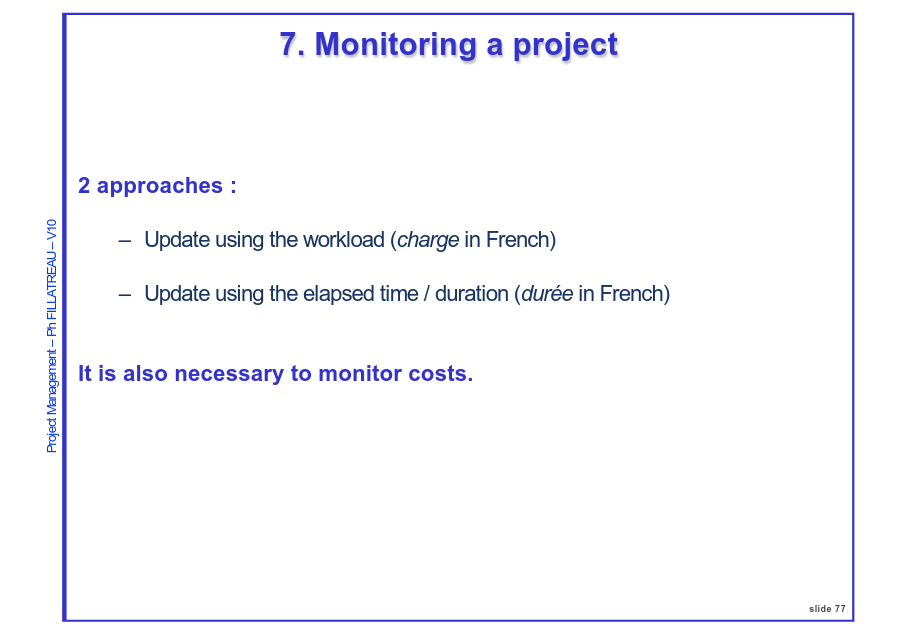 7. Monitoring a project
2 approaches :
– Update using the workload (charge in French)
– Update using the elapsed time / duration (durée in French)
It is also necessary to monitor costs.
Project Management – Ph FILLATREAU – V10
slide 77